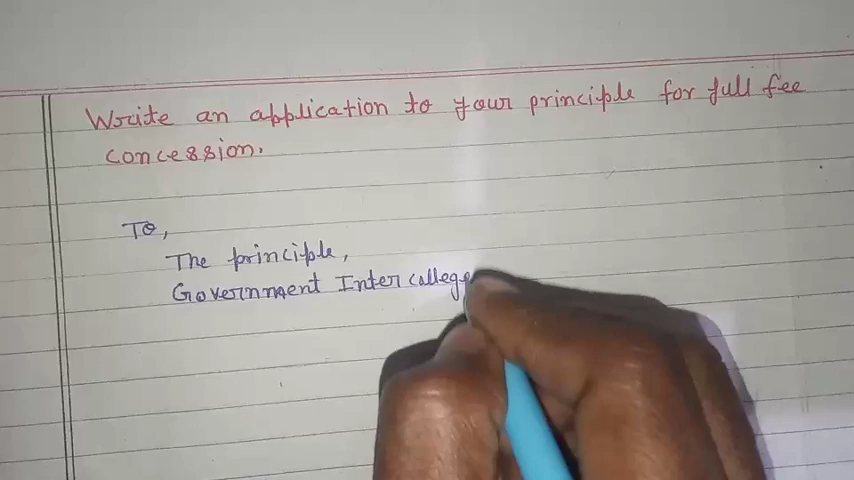 Write an application to your principle for full fee
concession.
To,
The principle,
Government Inter College